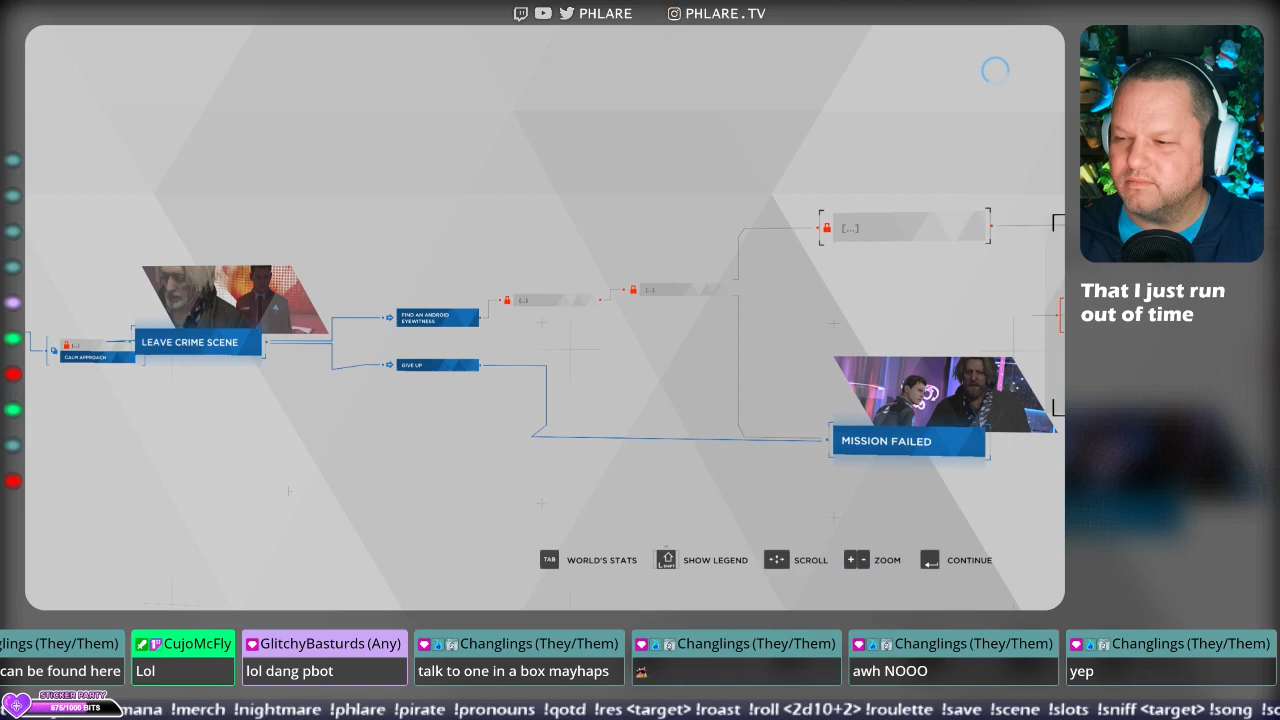 PHLARE PHLARE.TV
[...]
[...]
[...]
[...]
FIND AN ANDROID
EYEWITNESS
LEAVE CRIME SCENE
CALM APPROACH
GIVE UP
MISSION FAILED
That I just run
out of time
TAB WORLD'S STATS SHOW LEGEND SCROLL + - ZOOM CONTINUE
glings (They/Them) CujoMcFly GlitchyBasturds (Any) Changlings (They/Them) Changlings (They/Them) Changlings (They/Them) Changlings (They/Them)
can be found here Lol lol dang pbot talk to one in a box mayhaps awh NOOO yep
STICKER PARTY
675/1000 BITS
mana !merch !nightmare !phlare !pirate !pronouns !qotd !res <target> !roast !roll <2d10+2> !roulette !save !scene !slots !sniff <target> !song